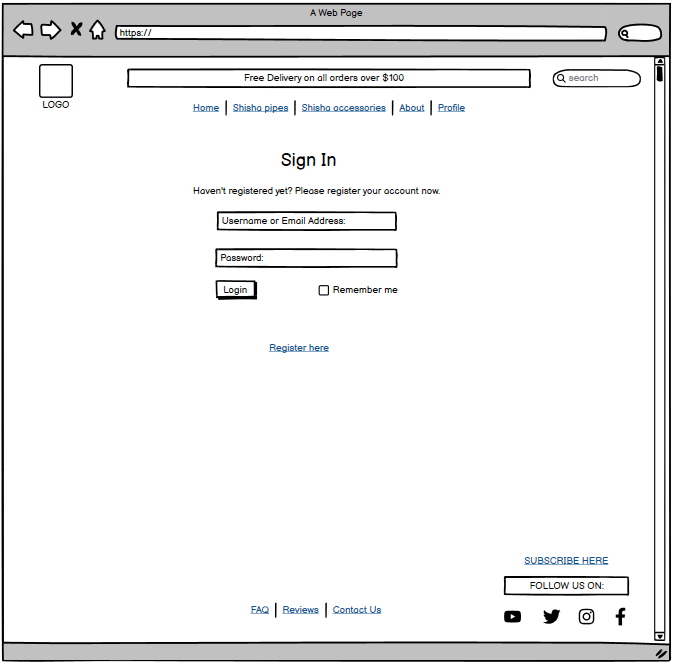 A Web Page
https://
Free Delivery on all orders over $100
search
LOGO
Home | Shisha pipes | Shisha accessories | About | Profile
Sign In
Haven't registered yet? Please register your account now.
Username or Email Address:
Password:
Login
Remember me
Register here
SUBSCRIBE HERE
FOLLOW US ON:
FAQ | Reviews | Contact Us